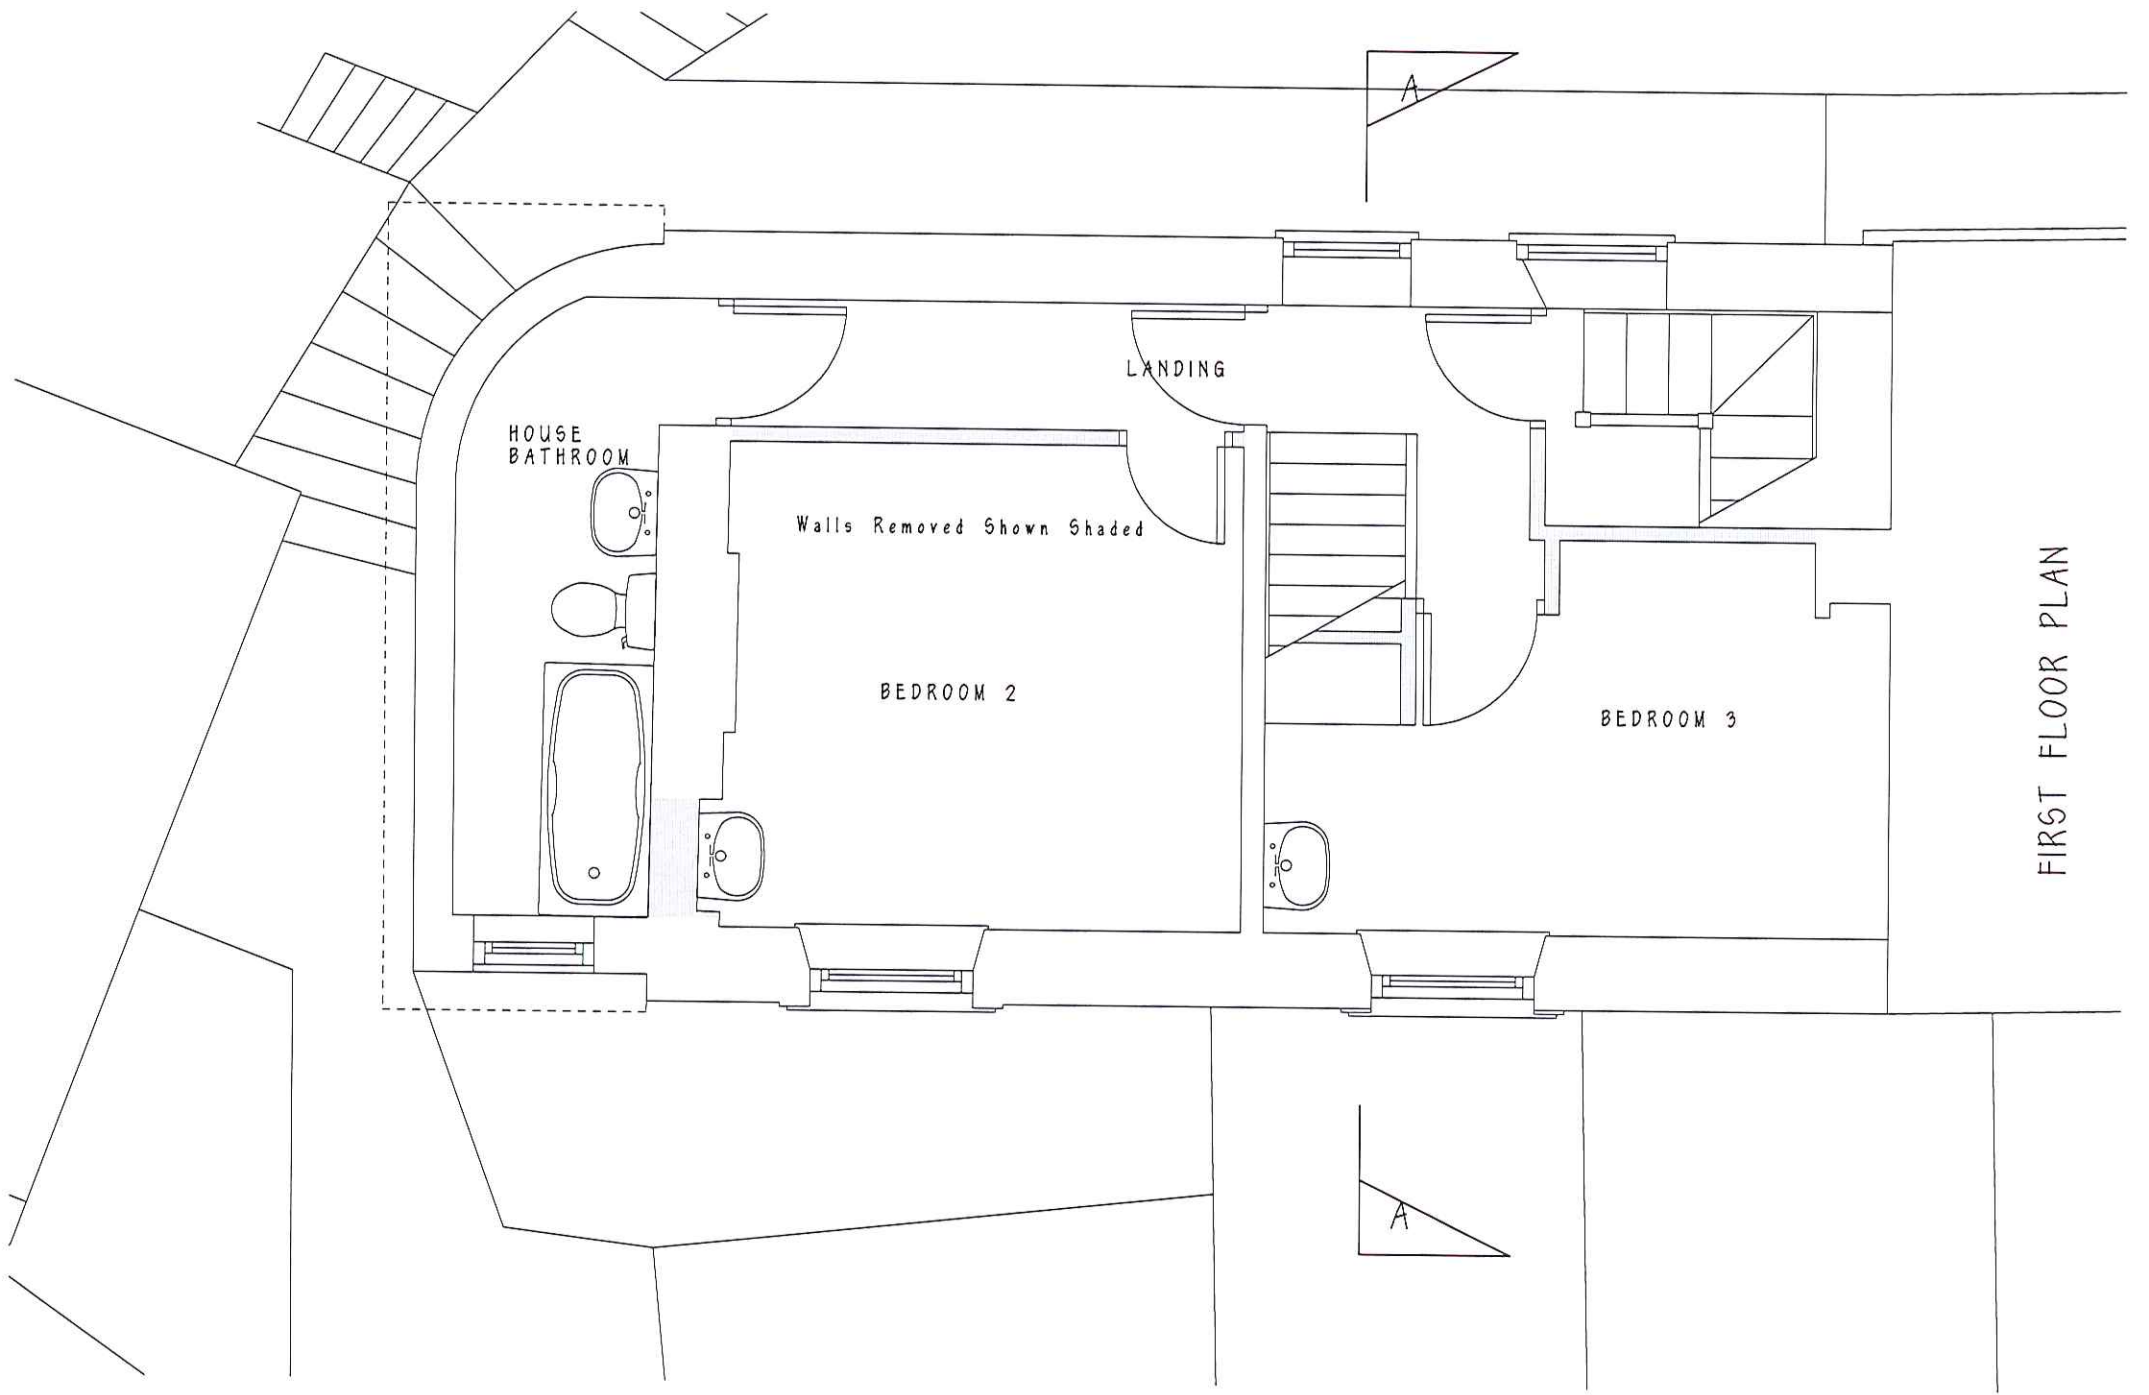 A
LANDING
HOUSE
BATHROOM
Walls Removed Shown Shaded
BEDROOM 2
BEDROOM 3
FIRST FLOOR PLAN
A